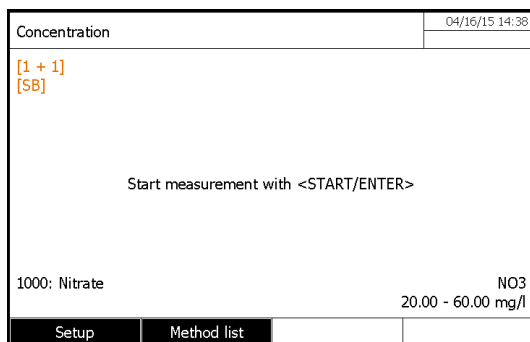 Concentration
04/16/15 14:38
[1 + 1]
[SB]
Start measurement with <START/ENTER>
1000: Nitrate
NO3
20.00 - 60.00 mg/l
Setup
Method list